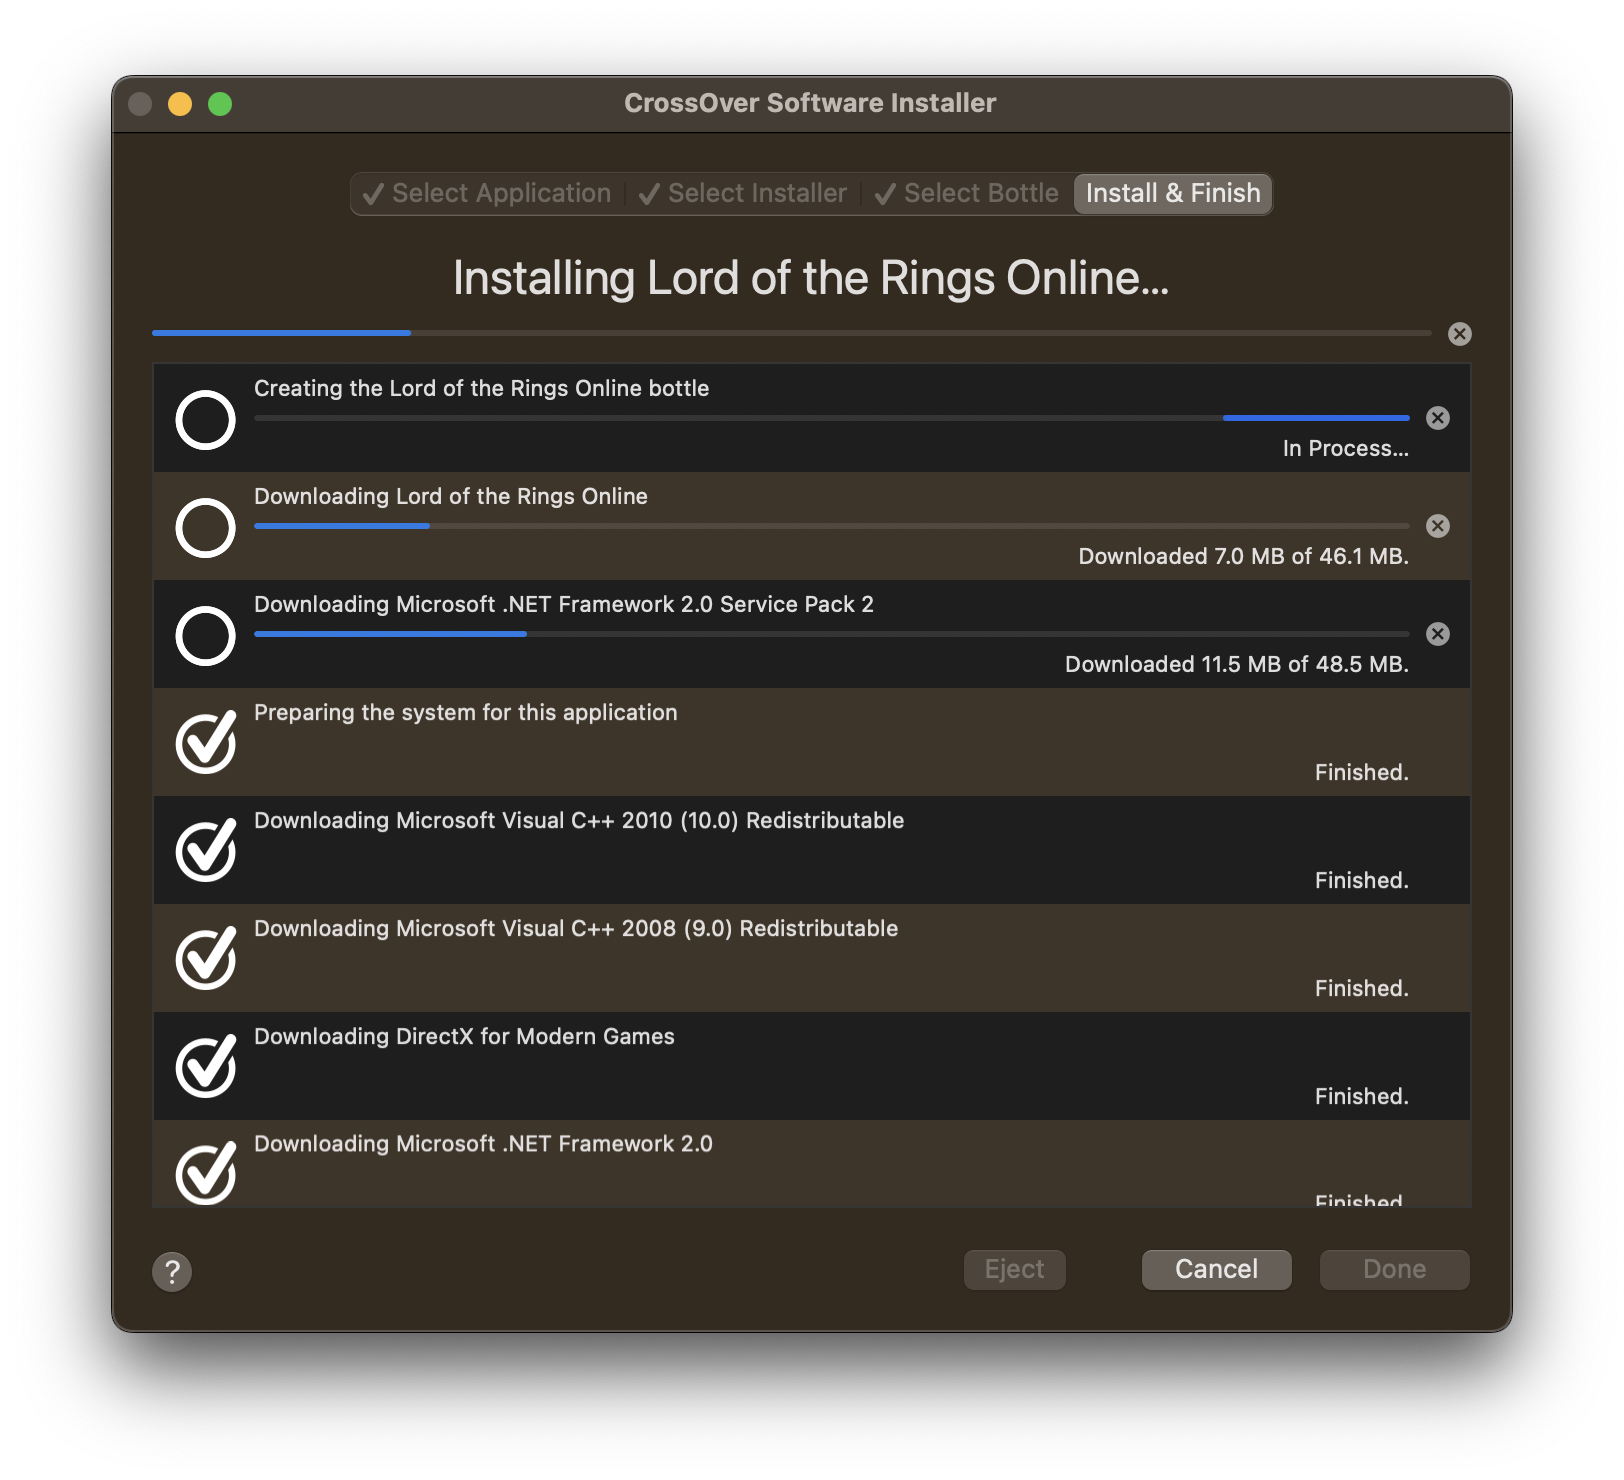 CrossOver Software Installer
Select Application
Select Installer
Select Bottle
Install & Finish
Installing Lord of the Rings Online...
Creating the Lord of the Rings Online bottle
In Process...
Downloading Lord of the Rings Online
Downloaded 7.0 MB of 46.1 MB.
Downloading Microsoft .NET Framework 2.0 Service Pack 2
Downloaded 11.5 MB of 48.5 MB.
Preparing the system for this application
Finished.
Downloading Microsoft Visual C++ 2010 (10.0) Redistributable
Finished.
Downloading Microsoft Visual C++ 2008 (9.0) Redistributable
Finished.
Downloading DirectX for Modern Games
Finished.
Downloading Microsoft .NET Framework 2.0
Finished.
?
Eject
Cancel
Done